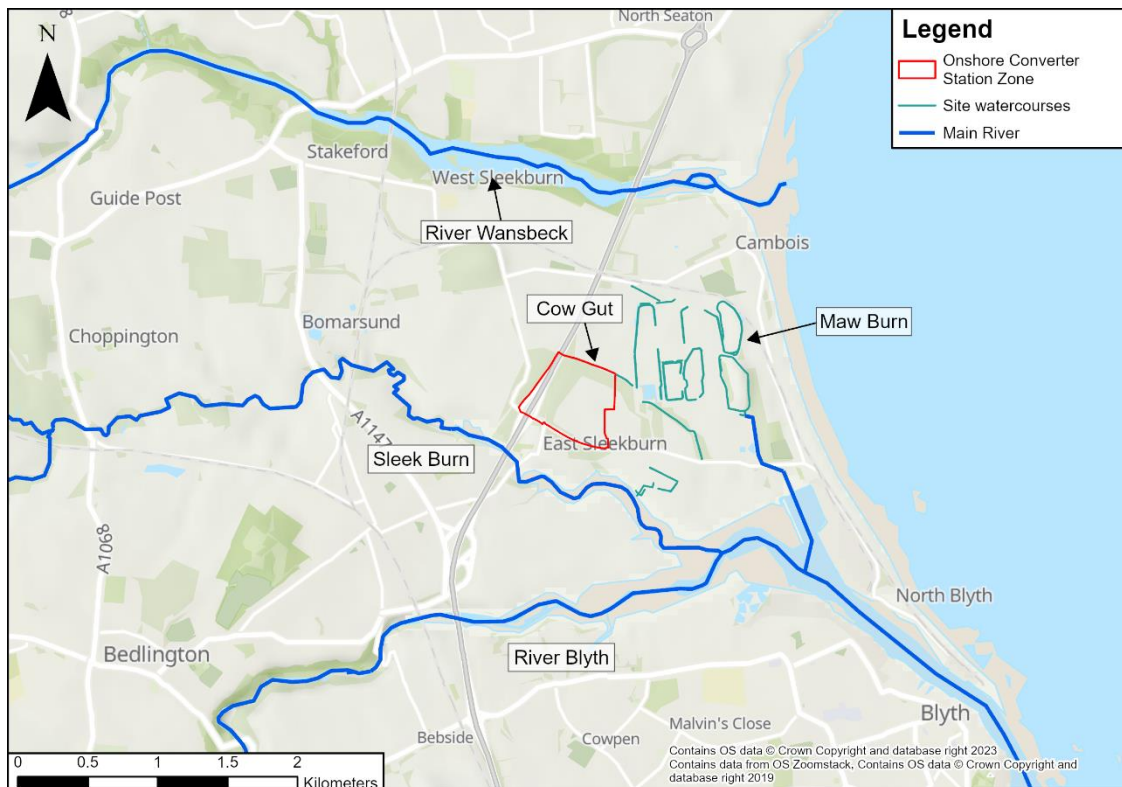 8
North Seaton
Legend
Onshore Converter
Station Zone
Site watercourses
Main River
N
Stakeford
West Sleekburn
Guide Post
River Wansbeck
Cambois
Cow Gut
Maw Burn
Bomarsund
Choppington
A1147
East Sleekburn
Sleek Burn
A1068
North Blyth
River Blyth
Bedlington
Malvin's Close
Blyth
Bebside
Cowpen
Contains OS data © Crown Copyright and database right 2023
Contains data from OS Zoomstack, Contains OS data © Crown Copyright and
database right 2019
0 0.5 1 1.5 2
Kilometers